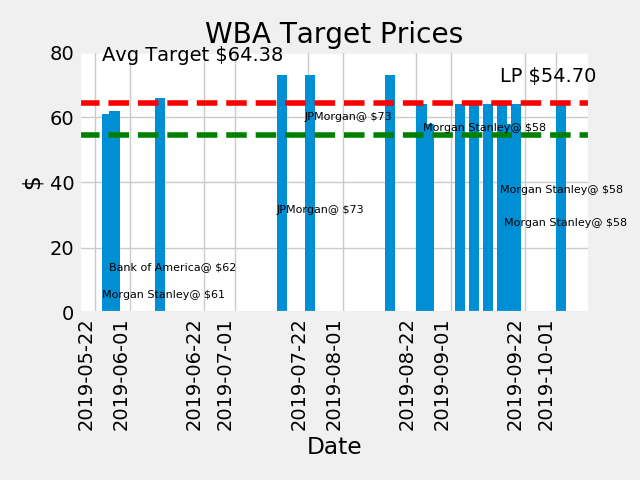 WBA Target Prices
Avg Target $64.38
LP $54.70
JPMorgan@ $73
Morgan Stanley@ $58
Morgan Stanley@ $58
JPMorgan@ $73
Morgan Stanley@ $58
Bank of America@ $62
Morgan Stanley@ $61
80
60
40
20
0
$
2019-05-22
2019-06-01
2019-06-22
2019-07-01
2019-07-22
2019-08-01
2019-08-22
2019-09-01
2019-09-22
2019-10-01
Date